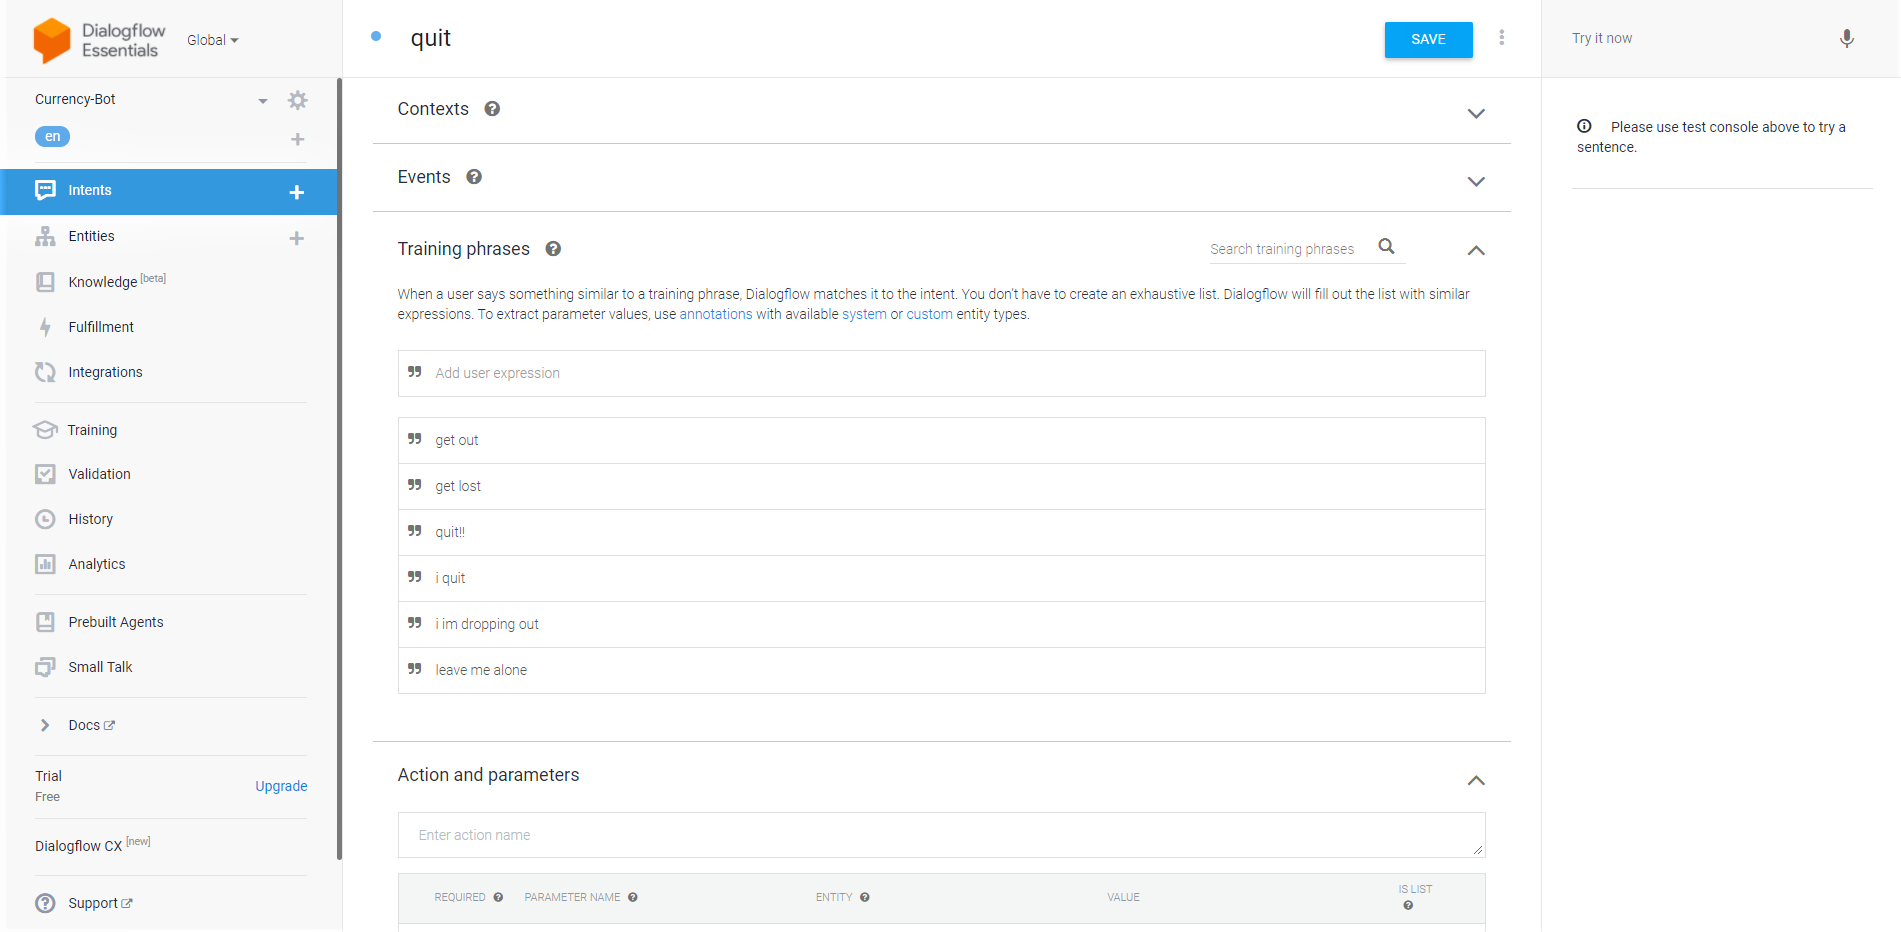 Dialogflow
Essentials
Global
Currency-Bot
en
Intents
Entities
Knowledge [beta]
Fulfillment
Integrations
Training
Validation
History
Analytics
Prebuilt Agents
Small Talk
Docs
Trial
Free
Upgrade
Dialogflow CX [new]
Support
quit
SAVE
Contexts
Events
Training phrases
Search training phrases
When a user says something similar to a training phrase, Dialogflow matches it to the intent. You don't have to create an exhaustive list. Dialogflow will fill out the list with similar
expressions. To extract parameter values, use annotations with available system or custom entity types.
Add user expression
get out
get lost
quit!!
i quit
i im dropping out
leave me alone
Action and parameters
Enter action name
REQUIRED PARAMETER NAME ENTITY VALUE IS LIST
Try it now
Please use test console above to try a
sentence.